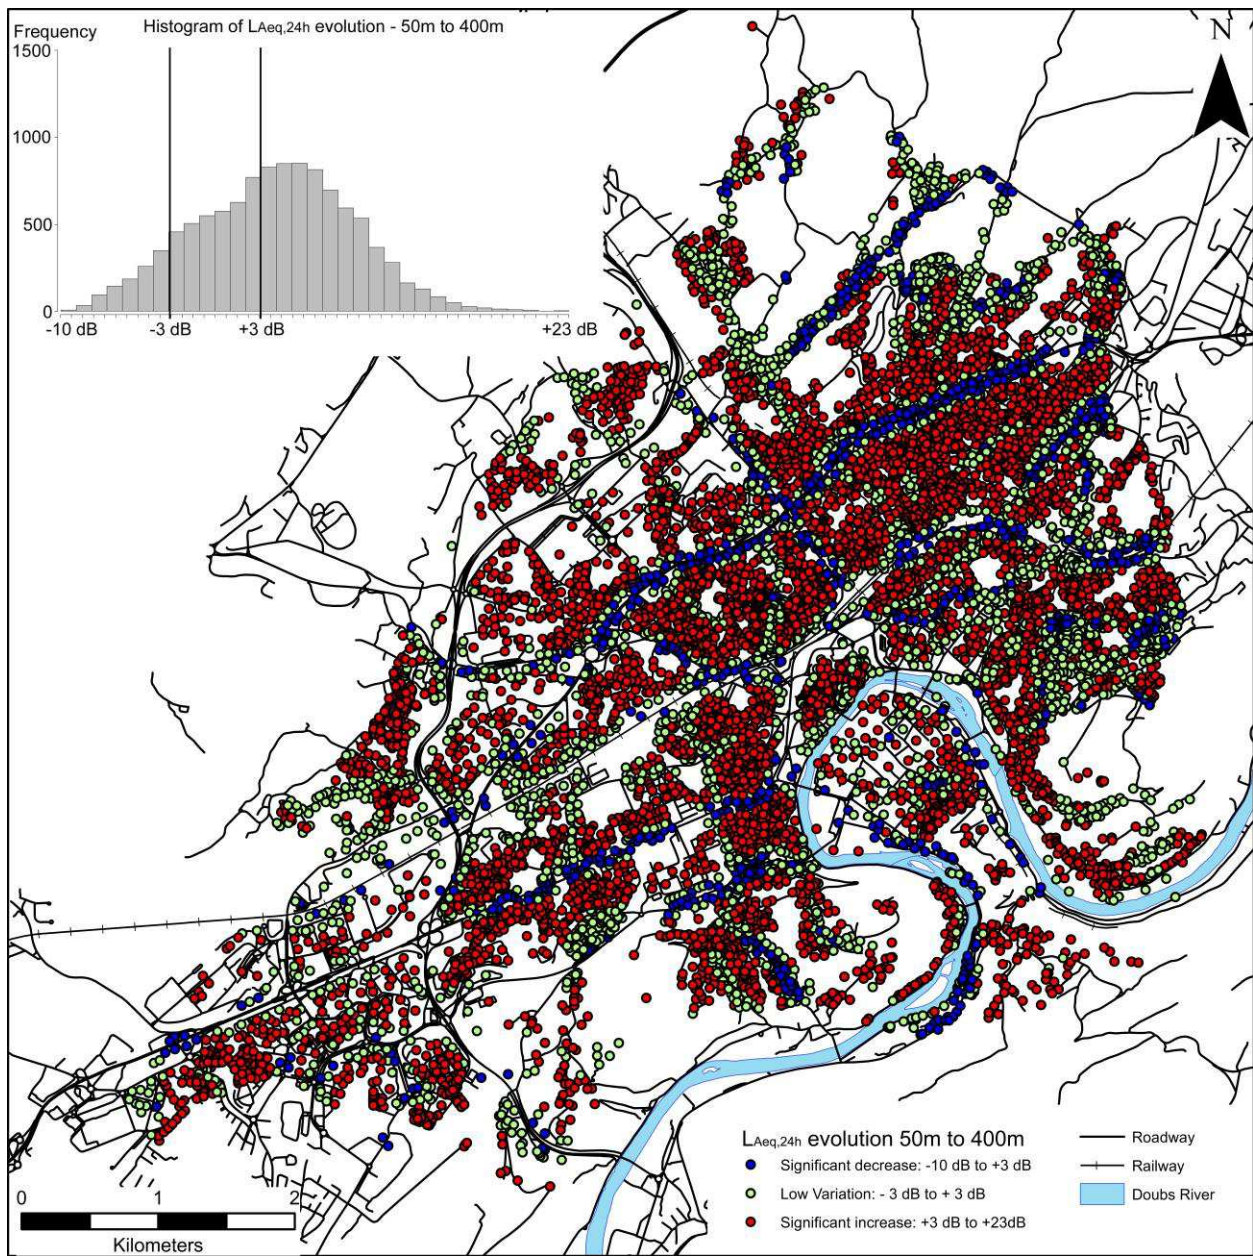 Histogram of LAeq,24h evolution - 50m to 400m
Frequency
1500
1000
500
0
-10 dB
-3 dB
+3 dB
+23 dB
N
LAeq,24h evolution 50m to 400m
Significant decrease: -10 dB to +3 dB
Low Variation: - 3 dB to + 3 dB
Significant increase: +3 dB to +23dB
Roadway
Railway
Doubs River
0 1 2
Kilometers